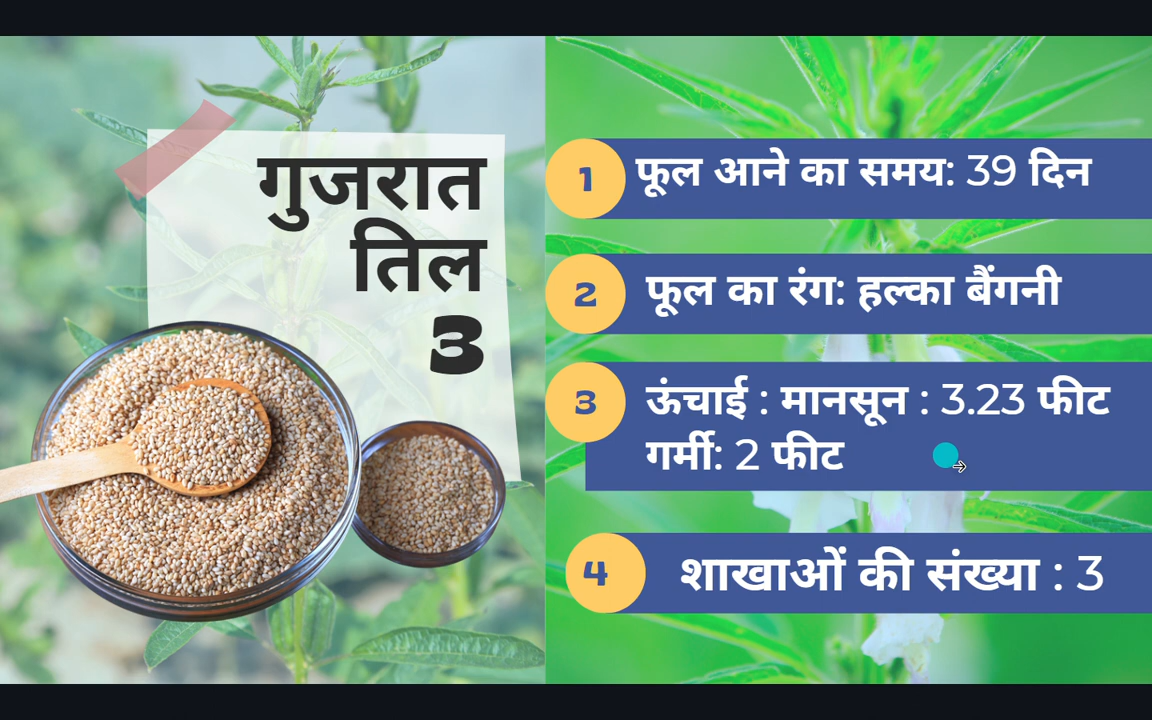 गुजरात
तिल
3
1 फूल आने का समय: 39 दिन
2 फूल का रंग: हल्का बैंगनी
3 ऊंचाई : मानसून : 3.23 फीट
गर्मी: 2 फीट
4 शाखाओं की संख्या : 3